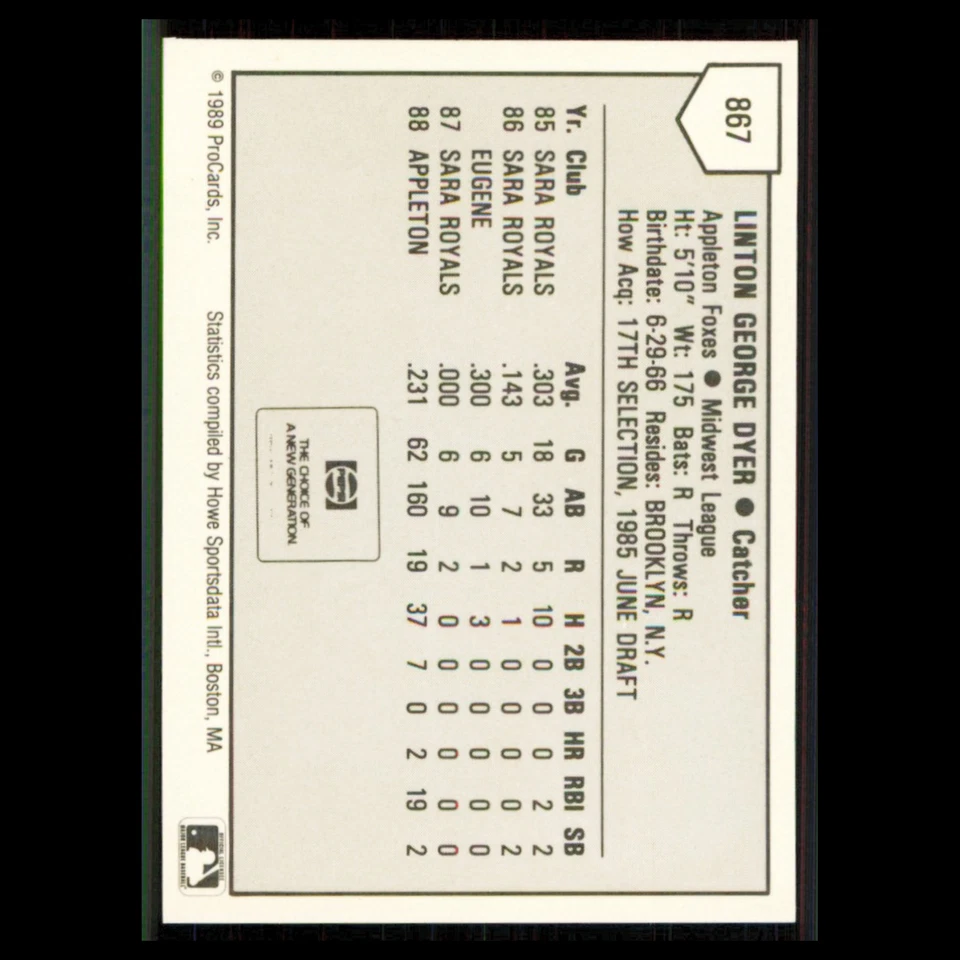 867
LINTON GEORGE DYER ● Catcher
Appleton Foxes ● Midwest League
Ht: 5'10" Wt: 175 Bats: R Throws: R
Birthdate: 6-29-66 Resides: BROOKLYN, N.Y.
How Acq: 17TH SELECTION, 1985 JUNE DRAFT
Yr. Club Avg. G AB R H 2B 3B HR RBI SB
85 SARA ROYALS .303 18 33 5 10 0 0 0 2 2
86 SARA ROYALS .143 5 7 2 1 0 0 0 0 2
EUGENE .300 6 10 1 3 0 0 0 0 0
87 SARA ROYALS .000 6 9 2 0 0 0 0 0 0
88 APPLETON .231 62 160 19 37 7 0 2 19 2
PEPSI
THE CHOICE OF
A NEW GENERATION.
© 1989 ProCards, Inc. Statistics compiled by Howe Sportsdata Intl., Boston, MA